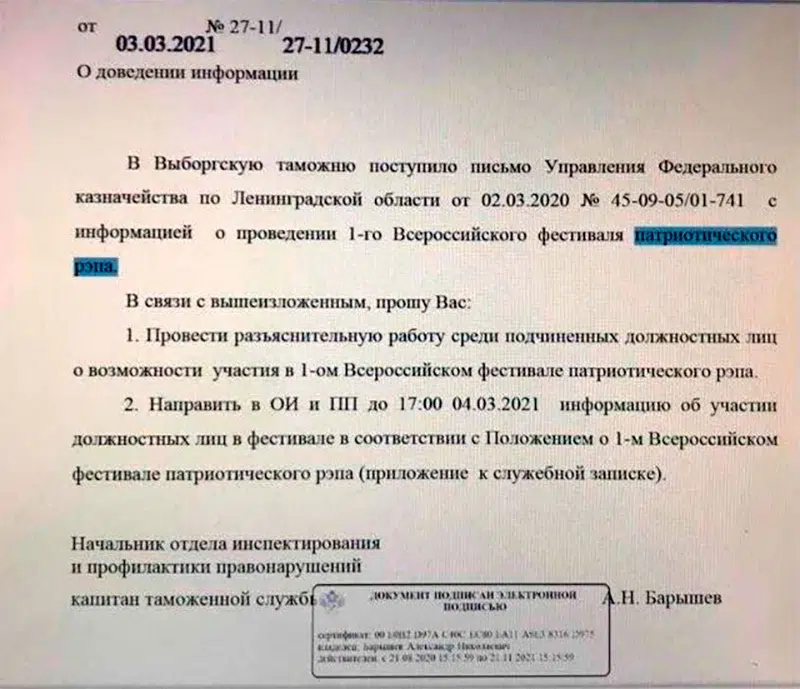 от № 27-11/
03.03.2021 27-11/0232
О доведении информации
В Выборгскую таможню поступило письмо Управления Федерального
казначейства по Ленинградской области от 02.03.2020 № 45-09-05/01-741 с
информацией о проведении 1-го Всероссийского фестиваля патриотического
рэпа.
В связи с вышеизложенным, прошу Вас:
1. Провести разъяснительную работу среди подчиненных должностных лиц
о возможности участия в 1-ом Всероссийском фестивале патриотического рэпа.
2. Направить в ОИ и ПП до 17:00 04.03.2021 информацию об участии
должностных лиц в фестивале в соответствии с Положением о 1-м Всероссийском
фестивале патриотического рэпа (приложение к служебной записке).
Начальник отдела инспектирования
и профилактики правонарушений
капитан таможенной службы А.Н. Барышев
ДОКУМЕНТ ПОДПИСАН ЭЛЕКТРОННОЙ
ПОДПИСЬЮ
сертификат:
владелец: Барышев Александр Николаевич
действителен: с 21.08.2020 15:15:59 по 21.11.2021 15:15:59